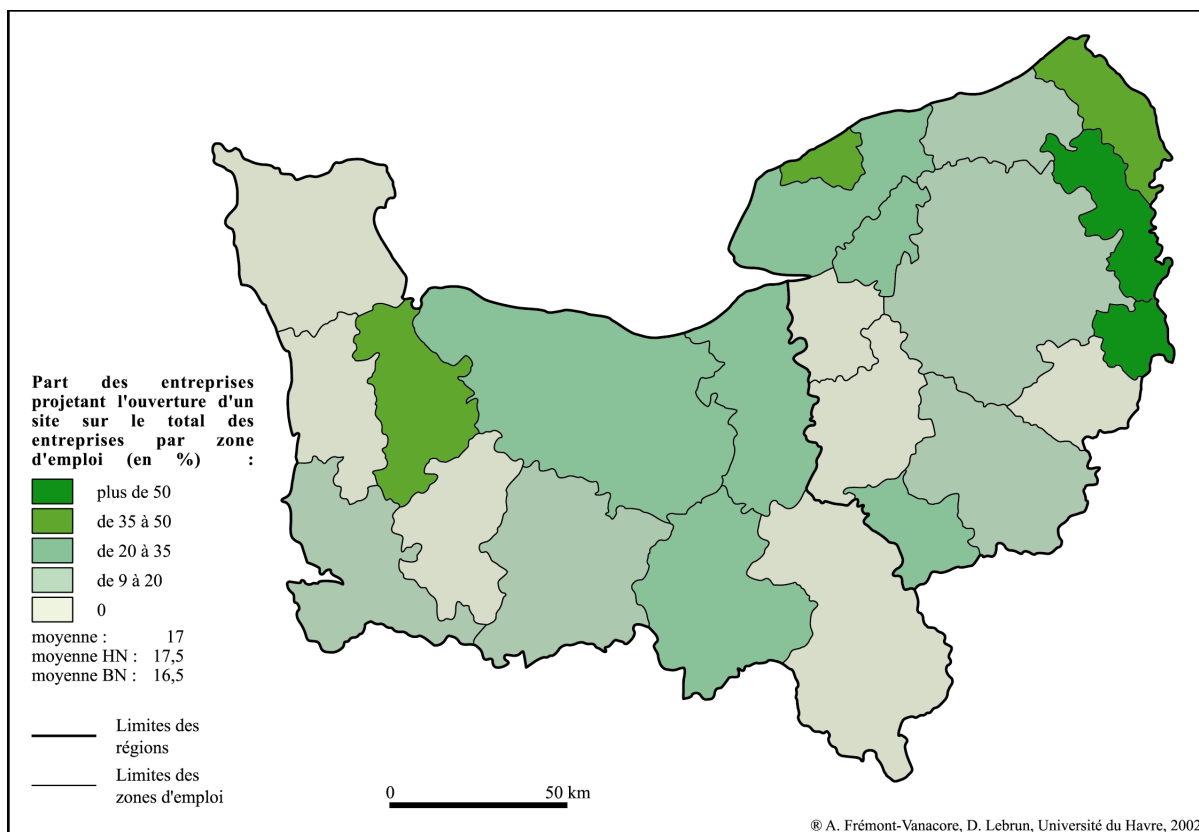 Part des entreprises
projetant l'ouverture d'un
site sur le total des
entreprises par zone
d'emploi (en %) :
plus de 50
de 35 à 50
de 20 à 35
de 9 à 20
0
moyenne : 17
moyenne HN : 17,5
moyenne BN : 16,5
Limites des
régions
Limites des
zones d'emploi
0 50 km
® A. Frémont-Vanacore, D. Lebrun, Université du Havre, 2002